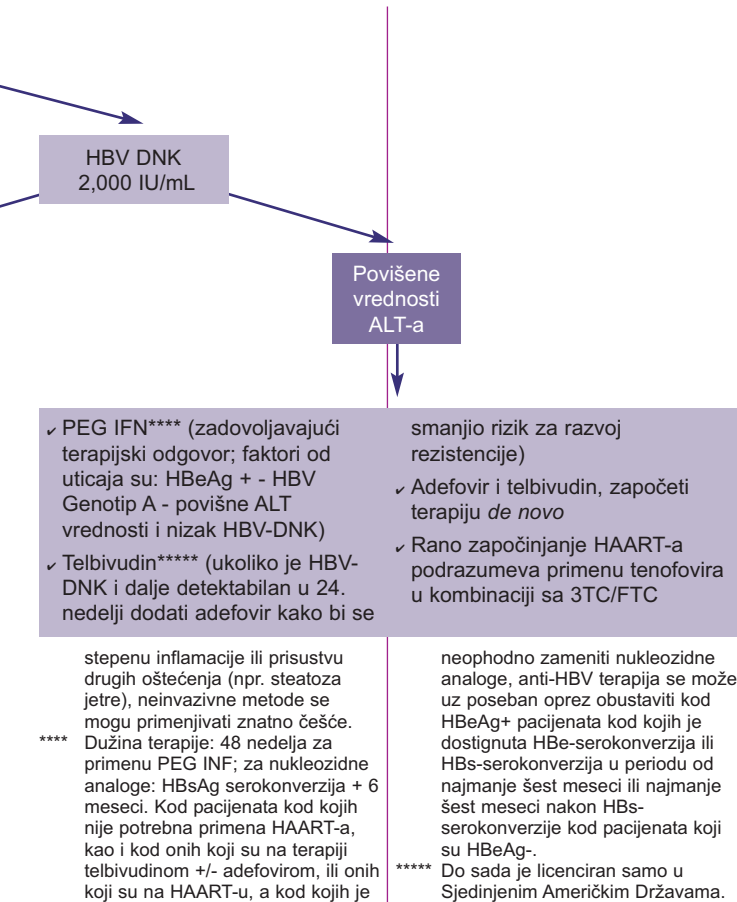 HBV DNK
2,000 IU/mL
Povišene
vrednosti
ALT-a
✓ PEG IFN**** (zadovoljavajući
terapijski odgovor; faktori od
uticaja su: HBeAg + - HBV
Genotip A - povišne ALT
vrednosti i nizak HBV-DNK)
✓ Telbivudin***** (ukoliko je HBV-
DNK i dalje detektabilan u 24.
nedelji dodati adefovir kako bi se
smanjio rizik za razvoj
rezistencije)
✓ Adefovir i telbivudin, započeti
terapiju de novo
✓ Rano započinjanje HAART-a
podrazumeva primenu tenofovira
u kombinaciji sa 3TC/FTC
stepenu inflamacije ili prisustvu
drugih oštećenja (npr. steatoza
jetre), neinvazivne metode se
mogu primenjivati znatno češće.
**** Dužina terapije: 48 nedelja za
primenu PEG INF; za nukleozidne
analoge: HBsAg serokonverzija + 6
meseci. Kod pacijenata kod kojih
nije potrebna primena HAART-a,
kao i kod onih koji su na terapiji
telbivudinom +/- adefovirom, ili onih
koji su na HAART-u, a kod kojih je
neophodno zameniti nukleozidne
analoge, anti-HBV terapija se može
uz poseban oprez obustaviti kod
HBeAg+ pacijenata kod kojih je
dostignuta HBe-serokonverzija ili
HBs-serokonverzija u periodu od
najmanje šest meseci ili najmanje
šest meseci nakon HBs-
serokonverzije kod pacijenata koji
su HBeAg-.
***** Do sada je licenciran samo u
Sjedinjenim Američkim Državama.